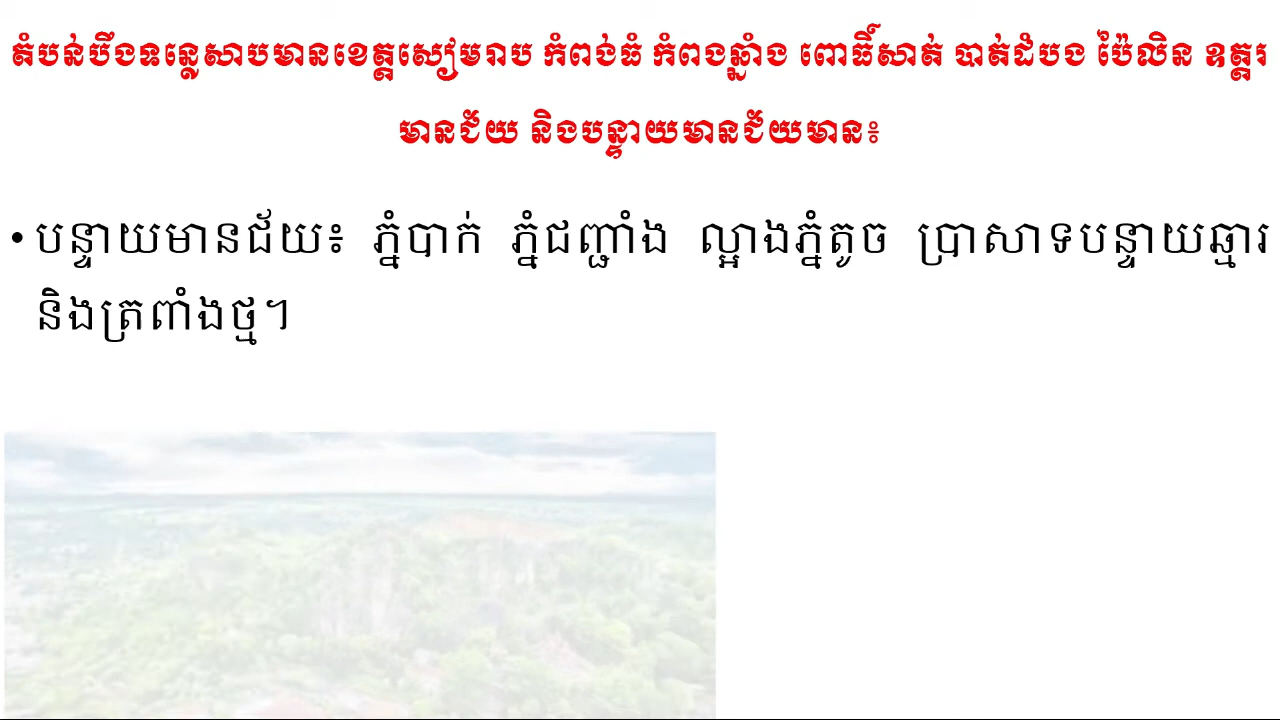 តំបន់បឹងទន្លេសាបមានខេត្តសៀមរាប កំពង់ធំ កំពងឆ្នាំង ពោធិ៍សាត់ បាត់ដំបង ប៉ៃលិន ឧត្តរ
មានជ័យ និងបន្ទាយមានជ័យមាន៖
• បន្ទាយមានជ័យ៖ ភ្នំបាក់ ភ្នំជញ្ជាំង ល្អាងភ្នំតូច ប្រាសាទបន្ទាយឆ្មារ
និងត្រពាំងថ្ម។